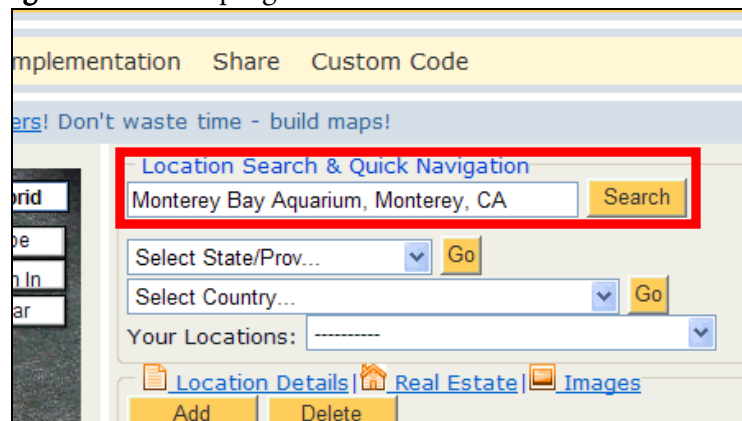 mplementation Share Custom Code
ers! Don't waste time - build maps!
Location Search & Quick Navigation
Monterey Bay Aquarium, Monterey, CA Search
Select State/Prov... Go
Select Country... Go
Your Locations: ----------
Location Details| Real Estate| Images
Add Delete